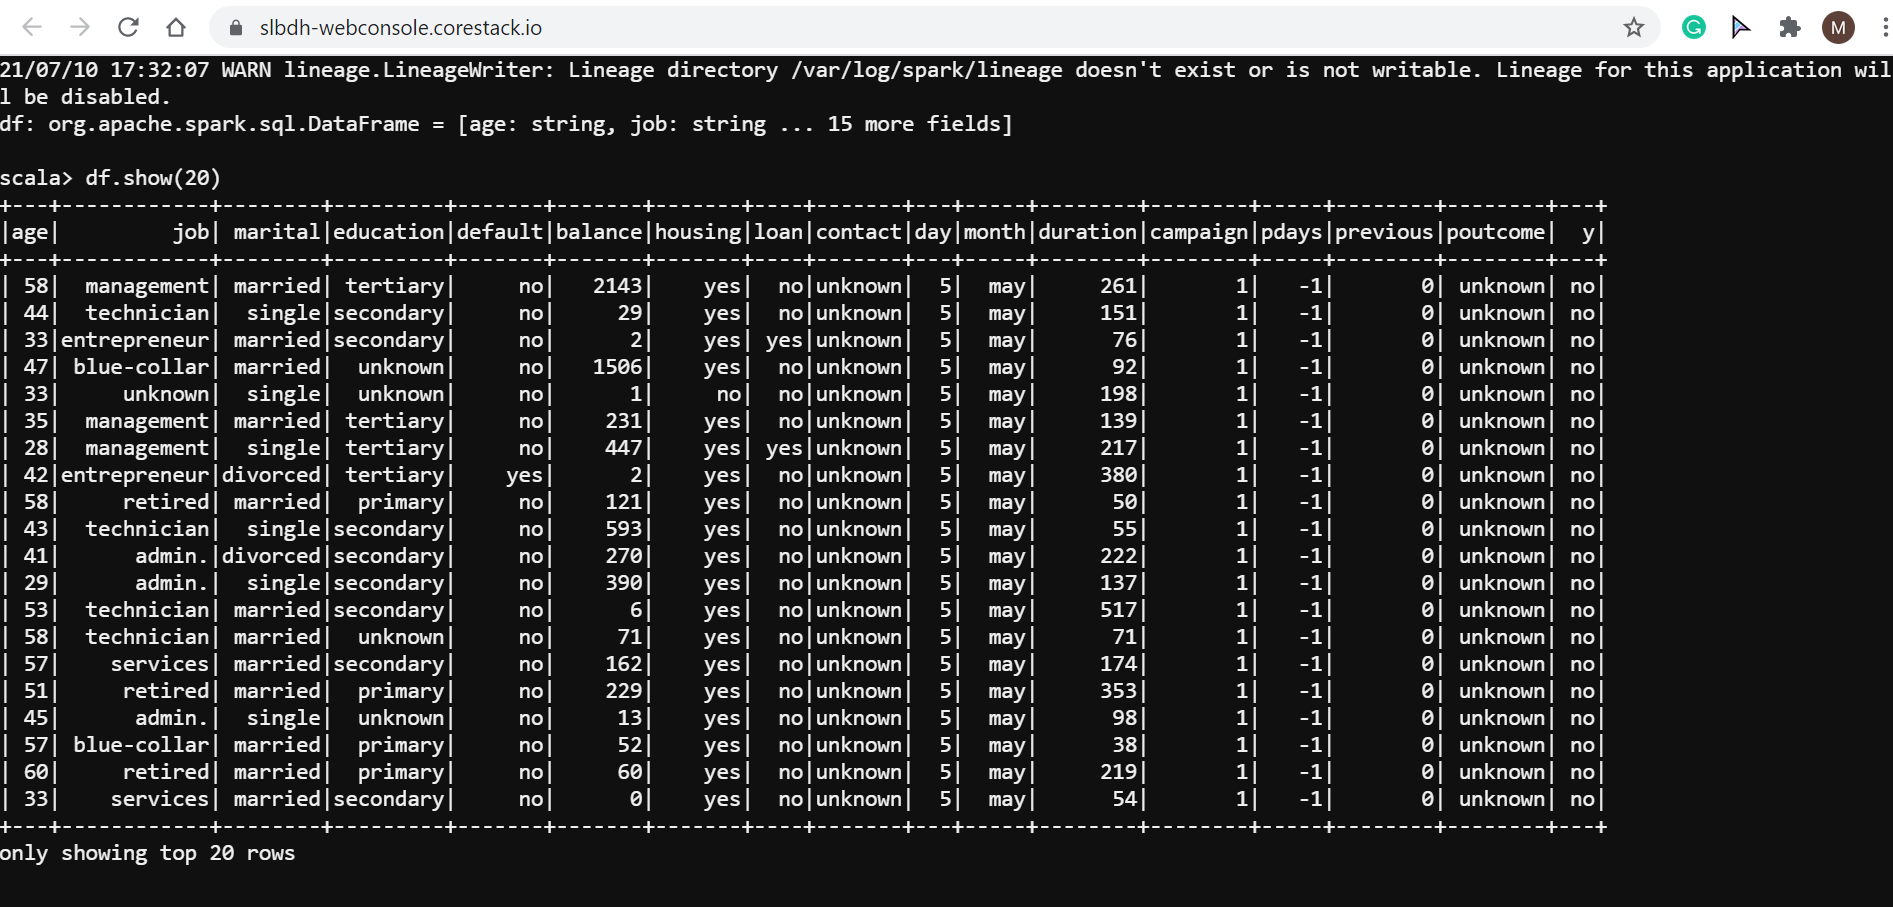 slbdh-webconsole.corestack.io
M
21/07/10 17:32:07 WARN lineage.LineageWriter: Lineage directory /var/log/spark/lineage doesn't exist or is not writable. Lineage for this application wil
l be disabled.
df: org.apache.spark.sql.DataFrame = [age: string, job: string ... 15 more fields]
scala> df.show(20)
+---+------------+--------+---------+-------+-------+-------+----+-------+---+-----+--------+--------+-----+--------+--------+---+
|age|         job| marital|education|default|balance|housing|loan|contact|day|month|duration|campaign|pdays|previous|poutcome|  y|
+---+------------+--------+---------+-------+-------+-------+----+-------+---+-----+--------+--------+-----+--------+--------+---+
| 58|  management| married| tertiary|     no|   2143|    yes|  no|unknown|  5|  may|     261|       1|   -1|       0| unknown| no|
| 44|  technician|  single|secondary|     no|     29|    yes|  no|unknown|  5|  may|     151|       1|   -1|       0| unknown| no|
| 33|entrepreneur| married|secondary|     no|      2|    yes| yes|unknown|  5|  may|      76|       1|   -1|       0| unknown| no|
| 47| blue-collar| married|  unknown|     no|   1506|    yes|  no|unknown|  5|  may|      92|       1|   -1|       0| unknown| no|
| 33|     unknown|  single|  unknown|     no|      1|     no|  no|unknown|  5|  may|     198|       1|   -1|       0| unknown| no|
| 35|  management| married| tertiary|     no|    231|    yes|  no|unknown|  5|  may|     139|       1|   -1|       0| unknown| no|
| 28|  management|  single| tertiary|     no|    447|    yes| yes|unknown|  5|  may|     217|       1|   -1|       0| unknown| no|
| 42|entrepreneur|divorced| tertiary|    yes|      2|    yes|  no|unknown|  5|  may|     380|       1|   -1|       0| unknown| no|
| 58|     retired| married|  primary|     no|    121|    yes|  no|unknown|  5|  may|      50|       1|   -1|       0| unknown| no|
| 43|  technician|  single|secondary|     no|    593|    yes|  no|unknown|  5|  may|      55|       1|   -1|       0| unknown| no|
| 41|      admin.|divorced|secondary|     no|    270|    yes|  no|unknown|  5|  may|     222|       1|   -1|       0| unknown| no|
| 29|      admin.|  single|secondary|     no|    390|    yes|  no|unknown|  5|  may|     137|       1|   -1|       0| unknown| no|
| 53|  technician| married|secondary|     no|      6|    yes|  no|unknown|  5|  may|     517|       1|   -1|       0| unknown| no|
| 58|  technician| married|  unknown|     no|     71|    yes|  no|unknown|  5|  may|      71|       1|   -1|       0| unknown| no|
| 57|    services| married|secondary|     no|    162|    yes|  no|unknown|  5|  may|     174|       1|   -1|       0| unknown| no|
| 51|     retired| married|  primary|     no|    229|    yes|  no|unknown|  5|  may|     353|       1|   -1|       0| unknown| no|
| 45|      admin.|  single|  unknown|     no|     13|    yes|  no|unknown|  5|  may|      98|       1|   -1|       0| unknown| no|
| 57| blue-collar| married|  primary|     no|     52|    yes|  no|unknown|  5|  may|      38|       1|   -1|       0| unknown| no|
| 60|     retired| married|  primary|     no|     60|    yes|  no|unknown|  5|  may|     219|       1|   -1|       0| unknown| no|
| 33|    services| married|secondary|     no|      0|    yes|  no|unknown|  5|  may|      54|       1|   -1|       0| unknown| no|
+---+------------+--------+---------+-------+-------+-------+----+-------+---+-----+--------+--------+-----+--------+--------+---+
only showing top 20 rows